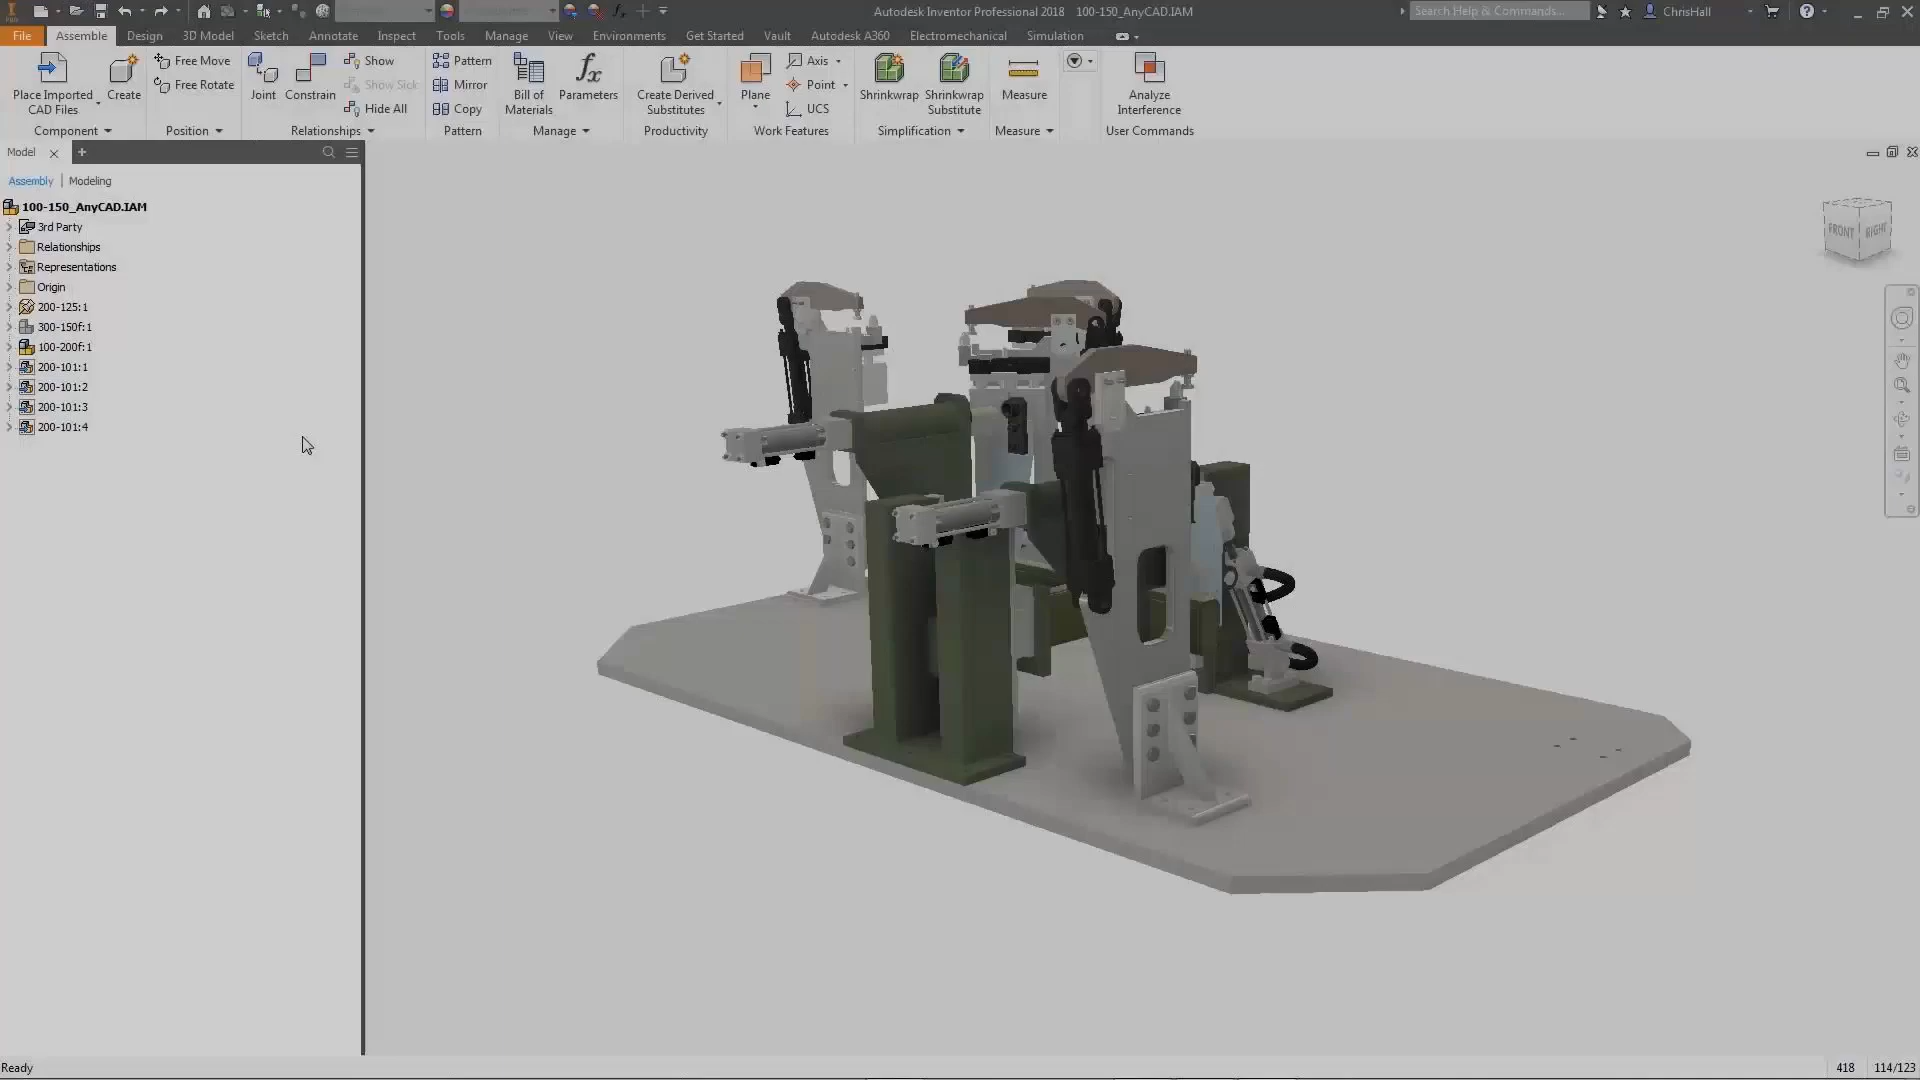 Autodesk Inventor Professional 2018 100-150_AnyCAD.IAM
Search Help & Commands...
ChrisHall
File Assemble Design 3D Model Sketch Annotate Inspect Tools Manage View Environments Get Started Vault Autodesk A360 Electromechanical Simulation
Place Imported CAD Files
Create
Component
Free Move
Free Rotate
Position
Joint
Constrain
Show
Show Sick
Hide All
Relationships
Pattern
Mirror
Copy
Pattern
Bill of Materials
fx
Parameters
Manage
Create Derived Substitutes
Productivity
Plane
Axis
Point
UCS
Work Features
Shrinkwrap
Shrinkwrap Substitute
Simplification
Measure
Measure
Analyze Interference
User Commands
Model
Assembly | Modeling
100-150_AnyCAD.IAM
3rd Party
Relationships
Representations
Origin
200-125:1
300-150f:1
100-200f:1
200-101:1
200-101:2
200-101:3
200-101:4
FRONT RIGHT
Ready
418 114/123